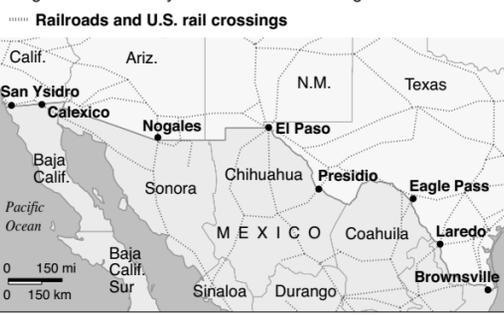 Railroads and U.S. rail crossings
Calif.
Ariz.
N.M.
Texas
San Ysidro
Calexico
Nogales
El Paso
Baja
Calif.
Sonora
Chihuahua
Presidio
Eagle Pass
Pacific
Ocean
MEXICO
Coahuila
Laredo
Baja
Calif.
Sur
0 150 mi
0 150 km
Sinaloa
Durango
Brownsville